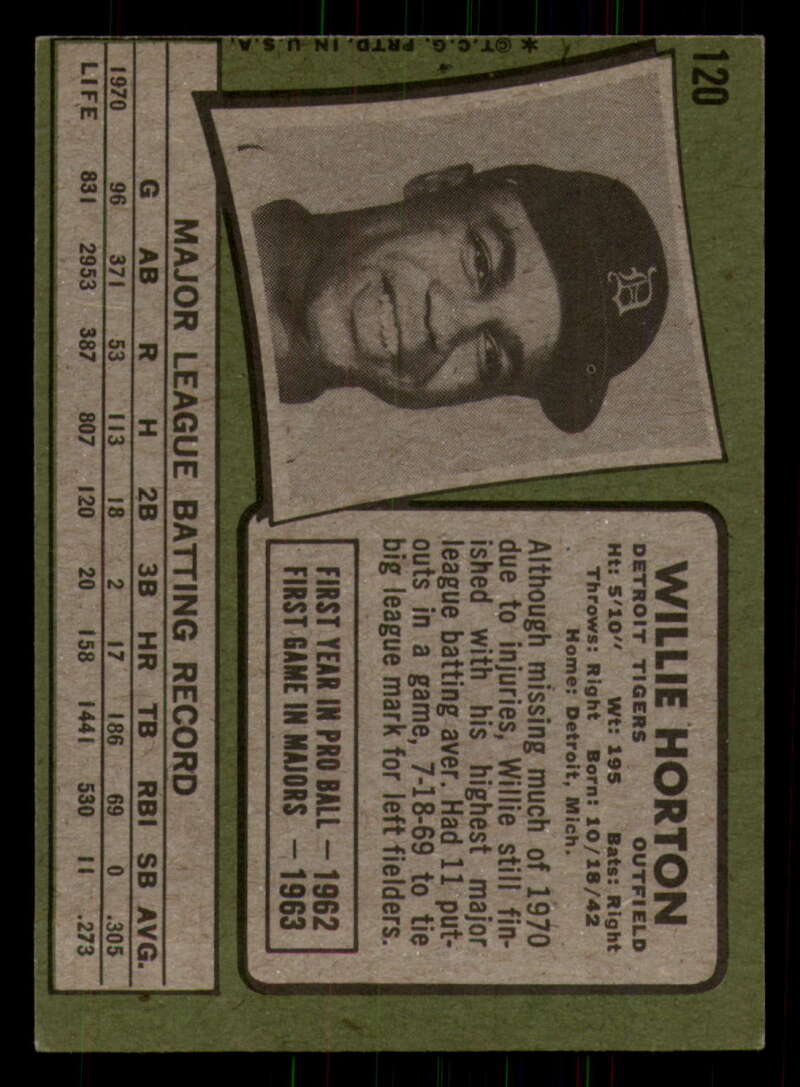 120
WILLIE HORTON
DETROIT TIGERS OUTFIELD
Ht: 5'10" Wt: 195 Bats: Right
Throws: Right Born: 10/18/42
Home: Detroit, Mich.
Although missing much of 1970
due to injuries, Willie still fin-
ished with his highest major
league batting aver. Had 11 put-
outs in a game, 7-18-69 to tie
big league mark for left fielders.
FIRST YEAR IN PRO BALL — 1962
FIRST GAME IN MAJORS — 1963
D
MAJOR LEAGUE BATTING RECORD
G AB R H 2B 3B HR TB RBI SB AVG.
1970 96 371 53 113 18 2 17 186 69 0 .305
LIFE 831 2953 387 807 120 20 158 1441 530 11 .273
* © T.C.G. PRTD. IN U.S.A.